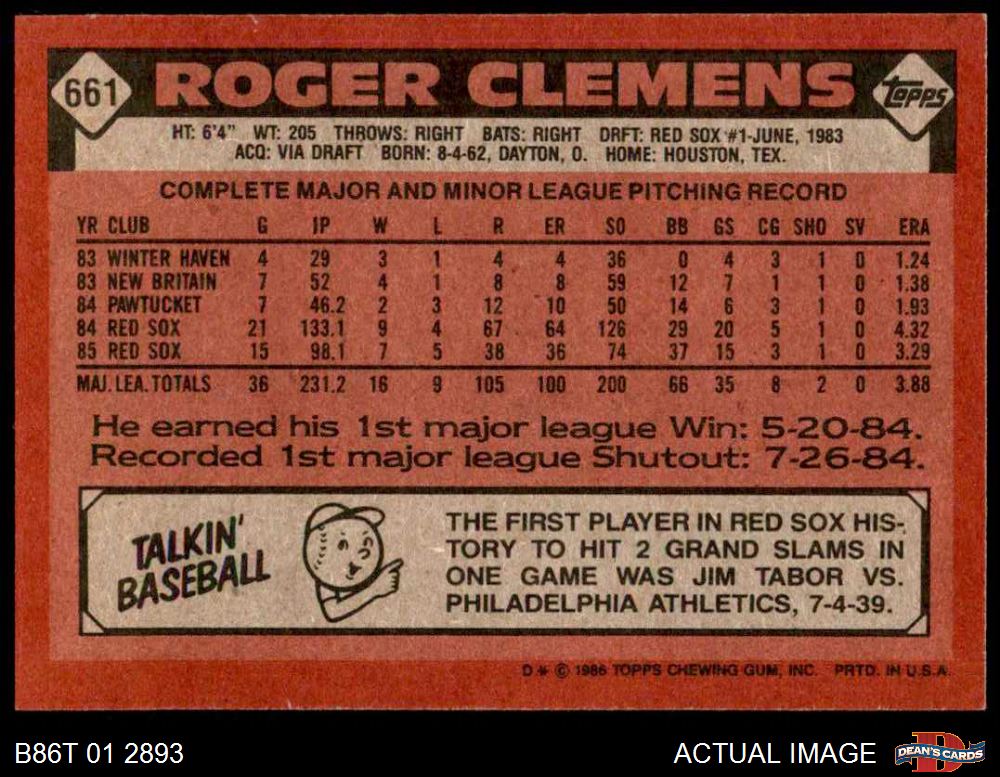 661 ROGER CLEMENS topps
HT: 6'4" WT: 205 THROWS: RIGHT BATS: RIGHT DRFT: RED SOX #1-JUNE, 1983
ACQ: VIA DRAFT BORN: 8-4-62, DAYTON, O. HOME: HOUSTON, TEX.
COMPLETE MAJOR AND MINOR LEAGUE PITCHING RECORD
YR CLUB G IP W L R ER SO BB GS CG SHO SV ERA
83 WINTER HAVEN 4 29 3 1 4 4 36 0 4 3 1 0 1.24
83 NEW BRITAIN 7 52 4 1 8 8 59 12 7 1 1 0 1.38
84 PAWTUCKET 7 46.2 2 3 12 10 50 14 6 3 1 0 1.93
84 RED SOX 21 133.1 9 4 67 64 126 29 20 5 1 0 4.32
85 RED SOX 15 98.1 7 5 38 36 74 37 15 3 1 0 3.29
MAJ. LEA. TOTALS 36 231.2 16 9 105 100 200 66 35 8 2 0 3.88
He earned his 1st major league Win: 5-20-84.
Recorded 1st major league Shutout: 7-26-84.
TALKIN'
BASEBALL
THE FIRST PLAYER IN RED SOX HIS-
TORY TO HIT 2 GRAND SLAMS IN
ONE GAME WAS JIM TABOR VS.
PHILADELPHIA ATHLETICS, 7-4-39.
D * © 1986 TOPPS CHEWING GUM, INC. PRTD. IN U.S.A.
B86T 01 2893 ACTUAL IMAGE D DEAN'S CARDS